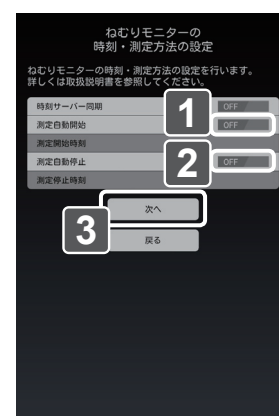 ねむりモニターの
時刻・測定方法の設定
ねむりモニターの時刻・測定方法の設定を行います。
詳しくは取扱説明書を参照してください。
時刻サーバー同期 OFF
測定自動開始 1 OFF
測定開始時刻
測定自動停止 2 OFF
測定停止時刻
3 次へ
戻る